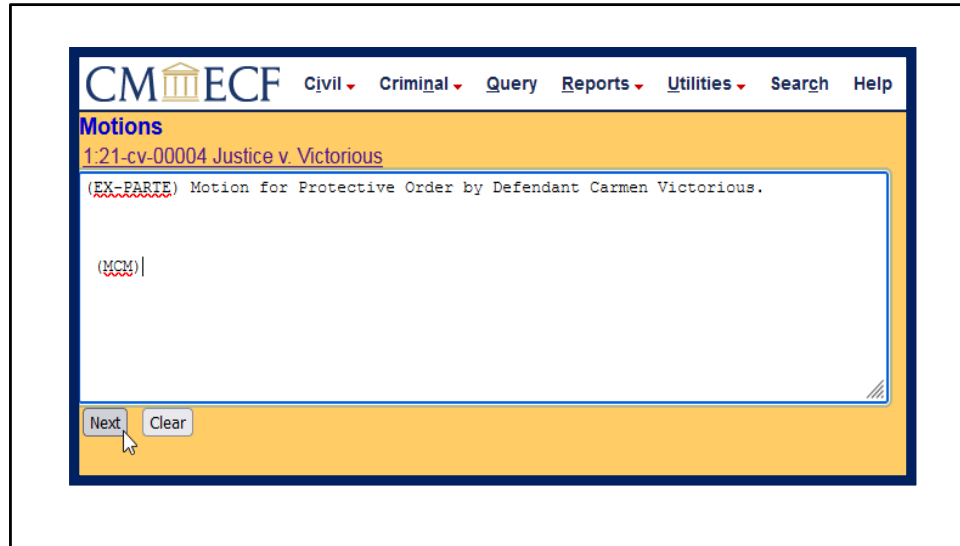 CM ECF Civil Criminal Query Reports Utilities Search Help
Motions
1:21-cv-00004 Justice v. Victorious
(EX-PARTE) Motion for Protective Order by Defendant Carmen Victorious.
(MCM)
Next Clear